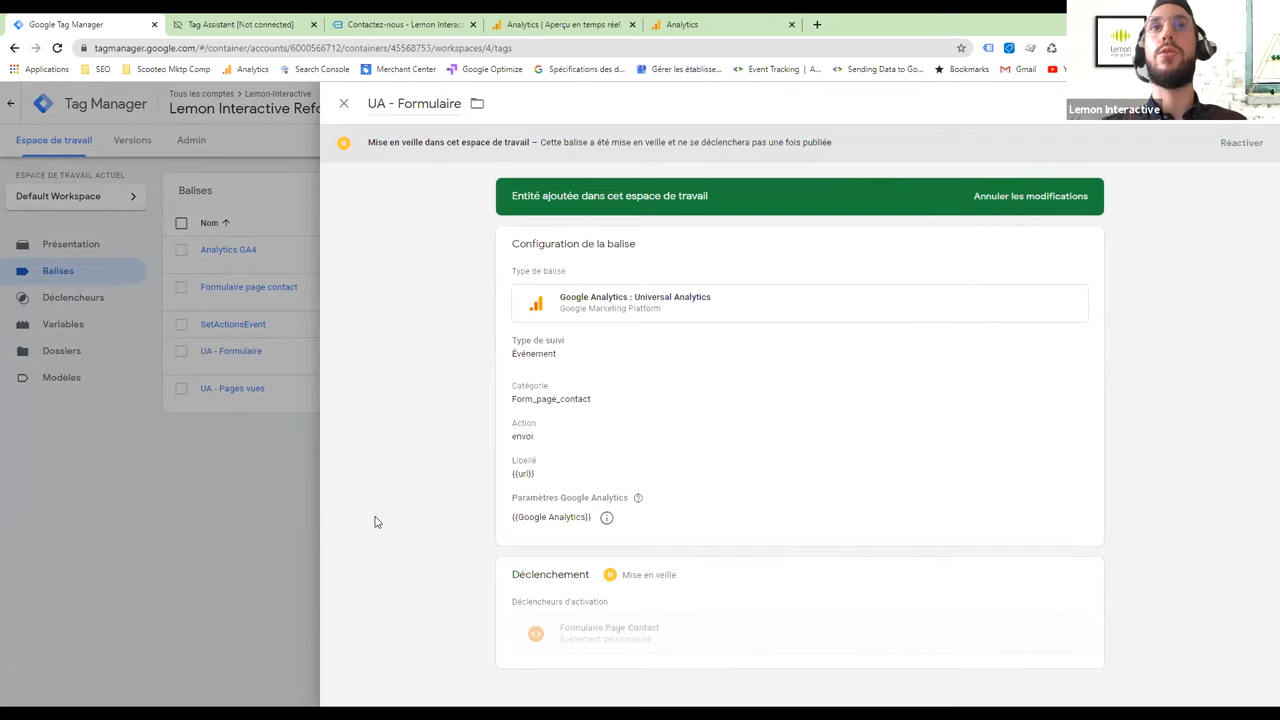 Google Tag Manager
Tag Assistant [Not connected]
Contactez-nous - Lemon Interac
Analytics | Aperçu en temps réel
Analytics
tagmanager.google.com/#/container/accounts/6000566712/containers/45568753/workspaces/4/tags
Applications
SEO
Scooteo Mktp Comp
Analytics
Search Console
Merchant Center
Google Optimize
Spécifications des d...
Gérer les établisse...
Event Tracking | A...
Sending Data to Go...
Bookmarks
Gmail
Lemon
interactive
Lemon Interactive
Tag Manager
Tous les comptes > Lemon-Interactive
Lemon Interactive Refo
UA - Formulaire
Espace de travail
Versions
Admin
Mise en veille dans cet espace de travail – Cette balise a été mise en veille et ne se déclenchera pas une fois publiée
Réactiver
ESPACE DE TRAVAIL ACTUEL
Default Workspace
Présentation
Balises
Déclencheurs
Variables
Dossiers
Modèles
Balises
Nom
Analytics GA4
Formulaire page contact
SetActionsEvent
UA - Formulaire
UA - Pages vues
Entité ajoutée dans cet espace de travail
Annuler les modifications
Configuration de la balise
Type de balise
Google Analytics : Universal Analytics
Google Marketing Platform
Type de suivi
Événement
Catégorie
Form_page_contact
Action
envoi
Libellé
{{url}}
Paramètres Google Analytics
{{Google Analytics}}
Déclenchement
Mise en veille
Déclencheurs d'activation
Formulaire Page Contact
Événement personnalisé